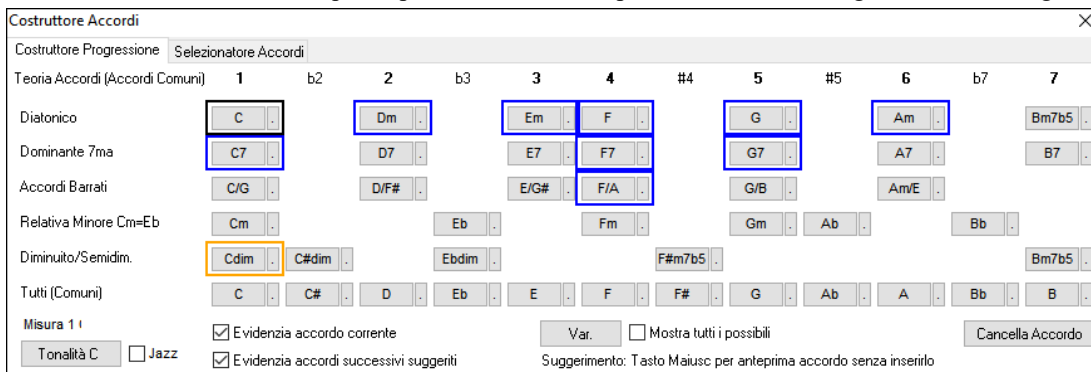 Costruttore Accordi
Costruttore Progressione Selezionatore Accordi
Teoria Accordi (Accordi Comuni) 1 b2 2 b3 3 4 #4 5 #5 6 b7 7
Diatonico C . Dm . Em . F . G . Am . Bm7b5 .
Dominante 7ma C7 . D7 . E7 . F7 . G7 . A7 . B7 .
Accordi Barrati C/G . D/F# . E/G# . F/A . G/B . Am/E .
Relativa Minore Cm=Eb Cm . Eb . Fm . Gm . Ab . Bb .
Diminuito/Semidim. Cdim . C#dim . Ebdim . F#m7b5 . Bm7b5 .
Tutti (Comuni) C . C# . D . Eb . E . F . F# . G . Ab . A . Bb . B .
Misura 1 Evidenzia accordo corrente Var. Mostra tutti i possibili Cancella Accordo
Tonalità C Jazz Evidenzia accordi successivi suggeriti Suggerimento: Tasto Maiusc per anteprima accordo senza inserirlo